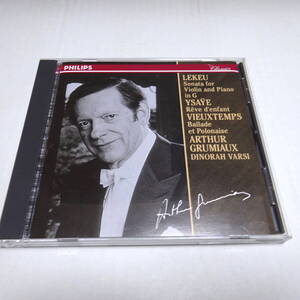 PHILIPS
Classics
LEKEU
Sonata for
Violin and Piano
in G
YSAŸE
Rêve d'enfant
VIEUXTEMPS
Ballade
et Polonaise
ARTHUR
GRUMIAUX
DINORAH VARSI
Arthur Grumiaux